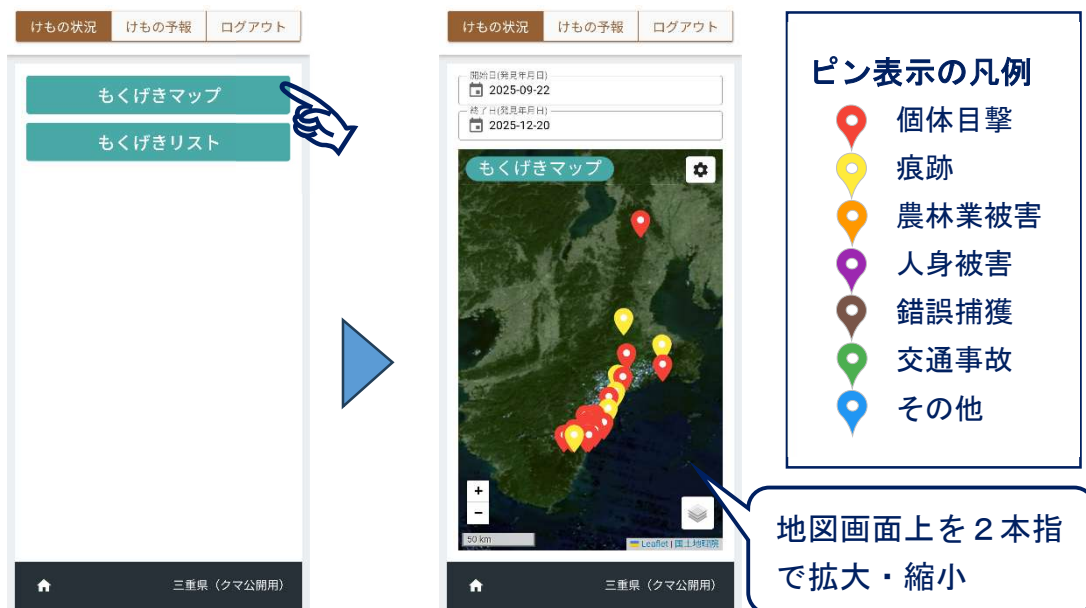 けもの状況 けもの予報 ログアウト
もくげきマップ
もくげきリスト
三重県（クマ公開用）
けもの状況 けもの予報 ログアウト
開始日(発見年月日)
2025-09-22
終了日(発見年月日)
2025-12-20
もくげきマップ
+
−
50 km
Leaflet | 国土地理院
三重県（クマ公開用）
ピン表示の凡例
個体目撃
痕跡
農林業被害
人身被害
錯誤捕獲
交通事故
その他
地図画面上を２本指
で拡大・縮小